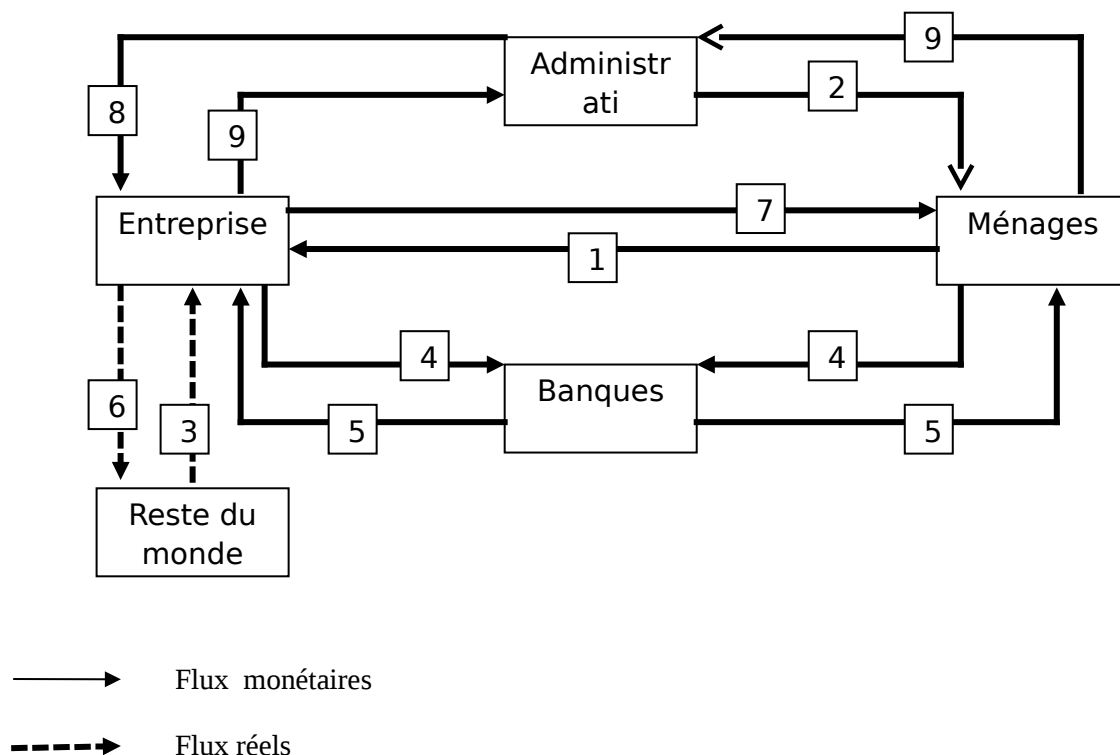 9
Administr
ati
2
8
9
Entreprise
7
Ménages
1
4
4
Banques
6
3
5
5
Reste du
monde
Flux monétaires
Flux réels